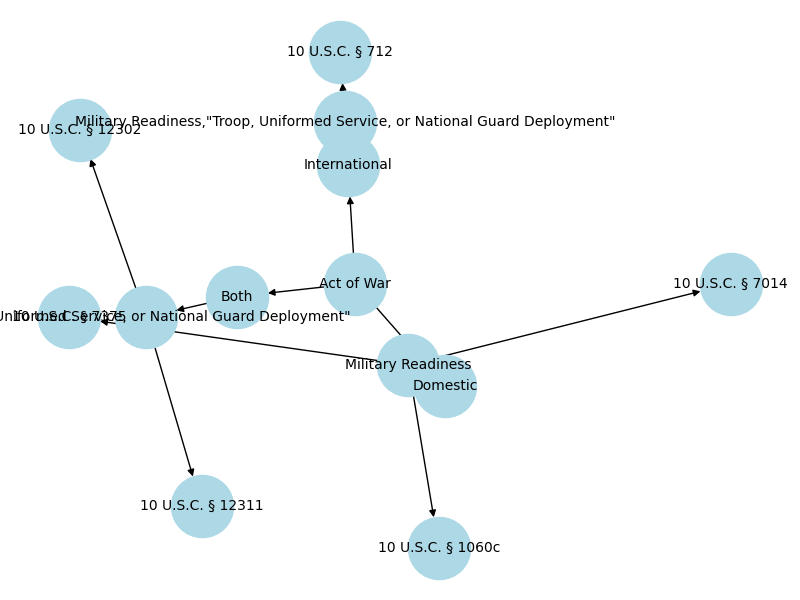 10 U.S.C. § 712
Military Readiness,"Troop, Uniformed Service, or National Guard Deployment"
10 U.S.C. § 12302
International
Act of War
10 U.S.C. § 7014
Both
Uniformed Service, or National Guard Deployment"
10 U.S.C. § 7375
Military Readiness
Domestic
10 U.S.C. § 12311
10 U.S.C. § 1060c